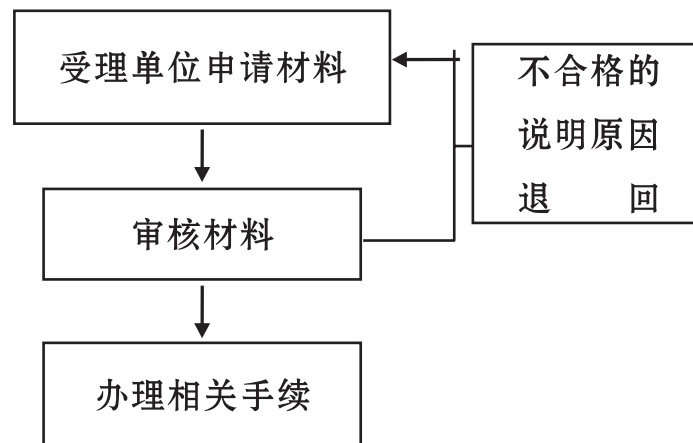 受理单位申请材料
不合格的
说明原因
退 回
审核材料
办理相关手续